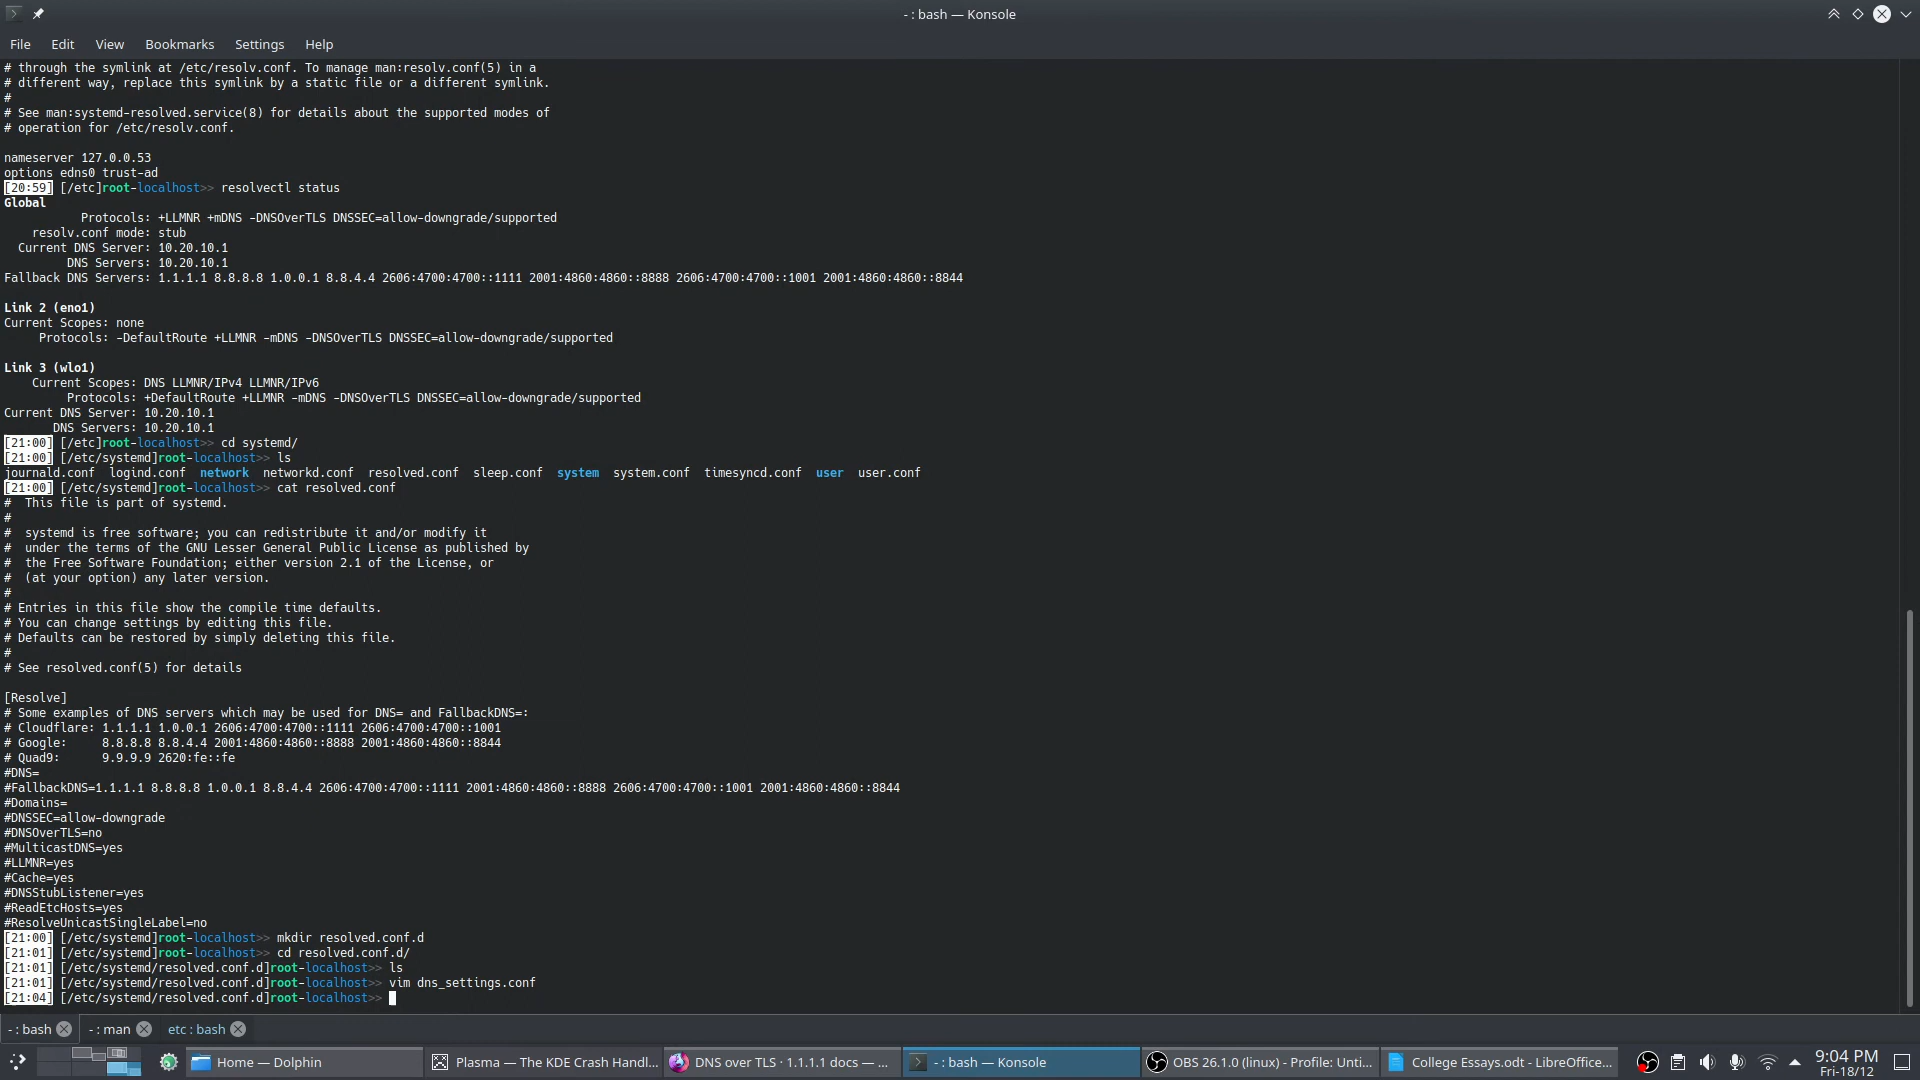 - : bash — Konsole
File Edit View Bookmarks Settings Help
# through the symlink at /etc/resolv.conf. To manage man:resolv.conf(5) in a
# different way, replace this symlink by a static file or a different symlink.
#
# See man:systemd-resolved.service(8) for details about the supported modes of
# operation for /etc/resolv.conf.
nameserver 127.0.0.53
options edns0 trust-ad
[20:59] [/etc]root-localhost>> resolvectl status
Global
Protocols: +LLMNR +mDNS -DNSOverTLS DNSSEC=allow-downgrade/supported
resolv.conf mode: stub
Current DNS Server: 10.20.10.1
DNS Servers: 10.20.10.1
Fallback DNS Servers: 1.1.1.1 8.8.8.8 1.0.0.1 8.8.4.4 2606:4700:4700::1111 2001:4860:4860::8888 2606:4700:4700::1001 2001:4860:4860::8844
Link 2 (eno1)
Current Scopes: none
Protocols: -DefaultRoute +LLMNR -mDNS -DNSOverTLS DNSSEC=allow-downgrade/supported
Link 3 (wlo1)
Current Scopes: DNS LLMNR/IPv4 LLMNR/IPv6
Protocols: +DefaultRoute +LLMNR -mDNS -DNSOverTLS DNSSEC=allow-downgrade/supported
Current DNS Server: 10.20.10.1
DNS Servers: 10.20.10.1
[21:00] [/etc]root-localhost>> cd systemd/
[21:00] [/etc/systemd]root-localhost>> ls
journald.conf logind.conf network networkd.conf resolved.conf sleep.conf system system.conf timesyncd.conf user user.conf
[21:00] [/etc/systemd]root-localhost>> cat resolved.conf
# This file is part of systemd.
#
# systemd is free software; you can redistribute it and/or modify it
# under the terms of the GNU Lesser General Public License as published by
# the Free Software Foundation; either version 2.1 of the License, or
# (at your option) any later version.
#
# Entries in this file show the compile time defaults.
# You can change settings by editing this file.
# Defaults can be restored by simply deleting this file.
#
# See resolved.conf(5) for details
[Resolve]
# Some examples of DNS servers which may be used for DNS= and FallbackDNS=:
# Cloudflare: 1.1.1.1 1.0.0.1 2606:4700:4700::1111 2606:4700:4700::1001
# Google: 8.8.8.8 8.8.4.4 2001:4860:4860::8888 2001:4860:4860::8844
# Quad9: 9.9.9.9 2620:fe::fe
#DNS=
#FallbackDNS=1.1.1.1 8.8.8.8 1.0.0.1 8.8.4.4 2606:4700:4700::1111 2001:4860:4860::8888 2606:4700:4700::1001 2001:4860:4860::8844
#Domains=
#DNSSEC=allow-downgrade
#DNSOverTLS=no
#MulticastDNS=yes
#LLMNR=yes
#Cache=yes
#DNSStubListener=yes
#ReadEtcHosts=yes
#ResolveUnicastSingleLabel=no
[21:00] [/etc/systemd]root-localhost>> mkdir resolved.conf.d
[21:01] [/etc/systemd]root-localhost>> cd resolved.conf.d/
[21:01] [/etc/systemd/resolved.conf.d]root-localhost>> ls
[21:01] [/etc/systemd/resolved.conf.d]root-localhost>> vim dns_settings.conf
[21:04] [/etc/systemd/resolved.conf.d]root-localhost>>
- : bash - : man etc : bash
Home — Dolphin Plasma — The KDE Crash Handl... DNS over TLS · 1.1.1.1 docs — ... - : bash — Konsole OBS 26.1.0 (linux) - Profile: Unti... College Essays.odt - LibreOffice... 9:04 PM
Fri-18/12